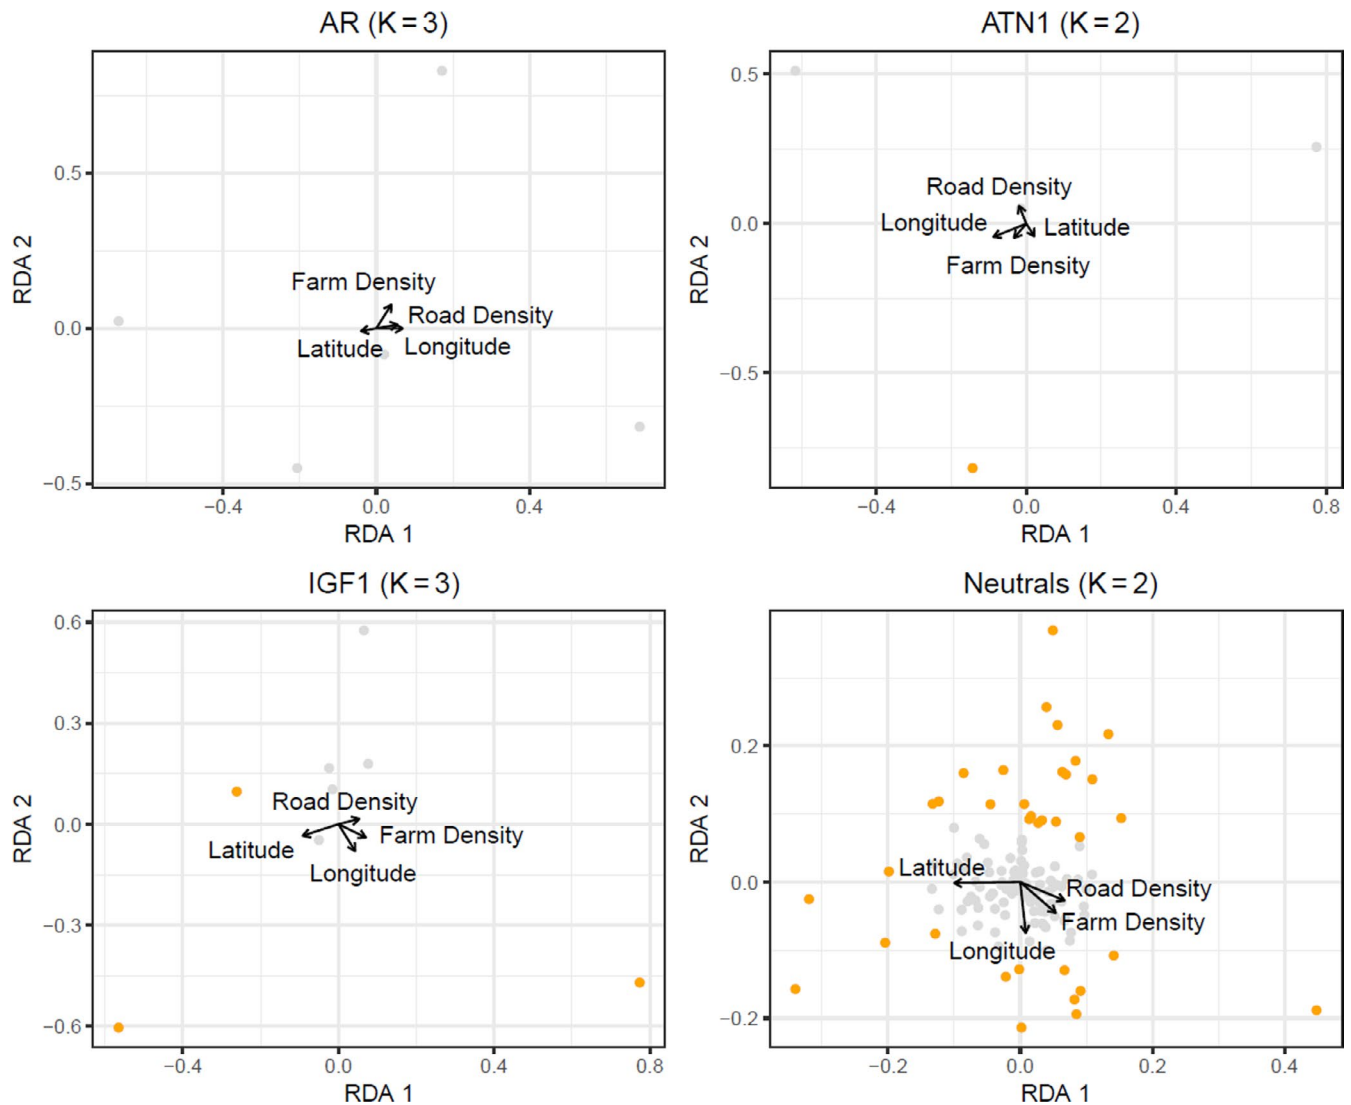 AR (K = 3)
RDA 2
0.5
0.0
−0.5
Farm Density
Road Density
Latitude
Longitude
−0.4
0.0
0.4
RDA 1
ATN1 (K = 2)
RDA 2
0.5
0.0
−0.5
Road Density
Longitude
Latitude
Farm Density
−0.4
0.0
0.4
0.8
RDA 1
IGF1 (K = 3)
RDA 2
0.6
0.3
0.0
−0.3
−0.6
Road Density
Farm Density
Latitude
Longitude
−0.4
0.0
0.4
0.8
RDA 1
Neutrals (K = 2)
RDA 2
0.2
0.0
−0.2
Latitude
Road Density
Farm Density
Longitude
−0.2
0.0
0.2
0.4
RDA 1